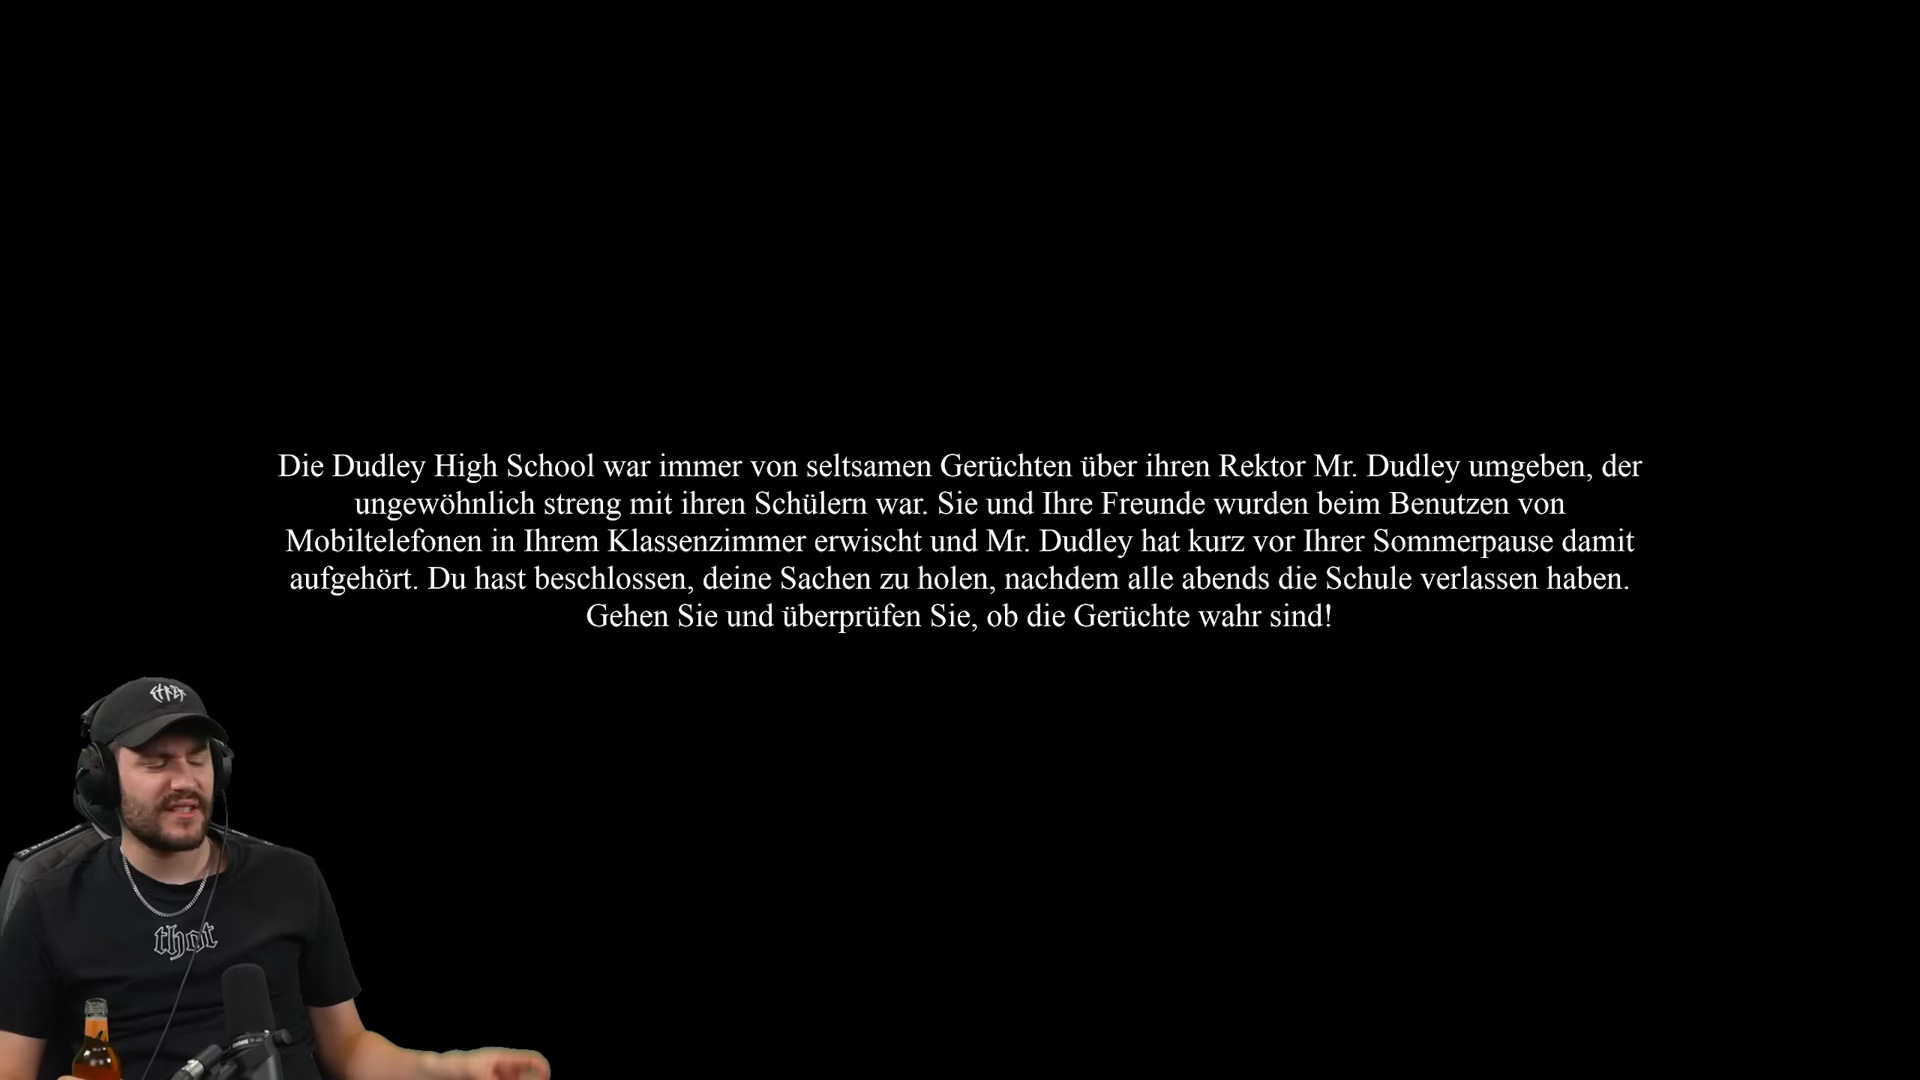 Die Dudley High School war immer von seltsamen Gerüchten über ihren Rektor Mr. Dudley umgeben, der
ungewöhnlich streng mit ihren Schülern war. Sie und Ihre Freunde wurden beim Benutzen von
Mobiltelefonen in Ihrem Klassenzimmer erwischt und Mr. Dudley hat kurz vor Ihrer Sommerpause damit
aufgehört. Du hast beschlossen, deine Sachen zu holen, nachdem alle abends die Schule verlassen haben.
Gehen Sie und überprüfen Sie, ob die Gerüchte wahr sind!
thot